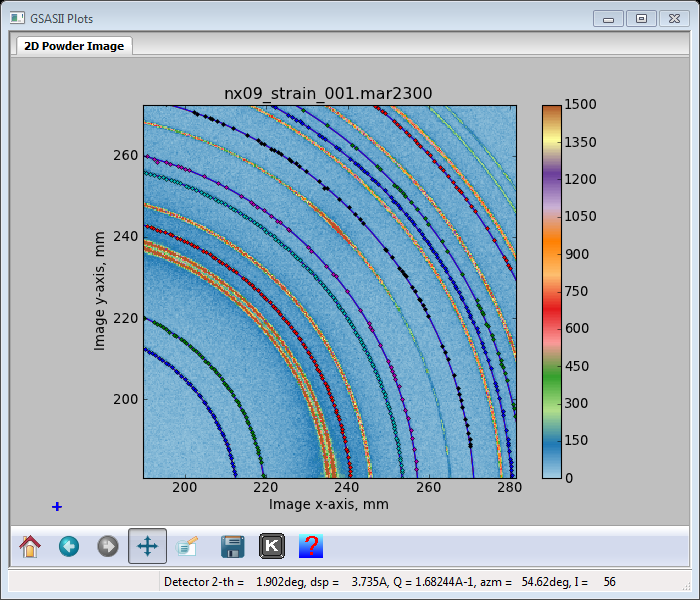 GSASII Plots
2D Powder Image
nx09_strain_001.mar2300
260
240
220
200
Image y-axis, mm
200 220 240 260 280
Image x-axis, mm
1500
1350
1200
1050
900
750
600
450
300
150
0
K
?
Detector 2-th = 1.902deg, dsp = 3.735A, Q = 1.68244A-1, azm = 54.62deg, I = 56